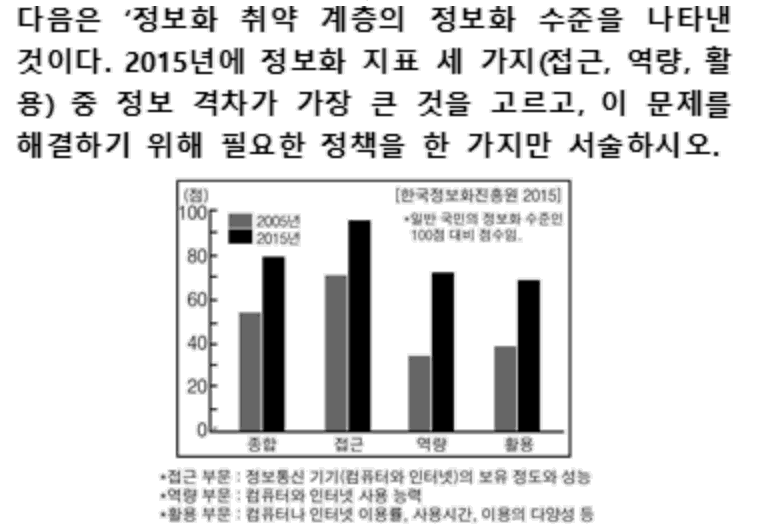 다음은 ‘정보화 취약 계층의 정보화 수준을 나타낸
것이다. 2015년에 정보화 지표 세 가지(접근, 역량, 활
용) 중 정보 격차가 가장 큰 것을 고르고, 이 문제를
해결하기 위해 필요한 정책을 한 가지만 서술하시오.
(점)
[한국정보화진흥원 2015]
100
2005년
2015년
*일반 국민의 정보화 수준인
100점 대비 점수임.
80
60
40
20
0
종합 접근 역량 활용
*접근 부문 : 정보통신 기기(컴퓨터와 인터넷)의 보유 정도와 성능
*역량 부문 : 컴퓨터와 인터넷 사용 능력
*활용 부문 : 컴퓨터나 인터넷 이용률, 사용시간, 이용의 다양성 등